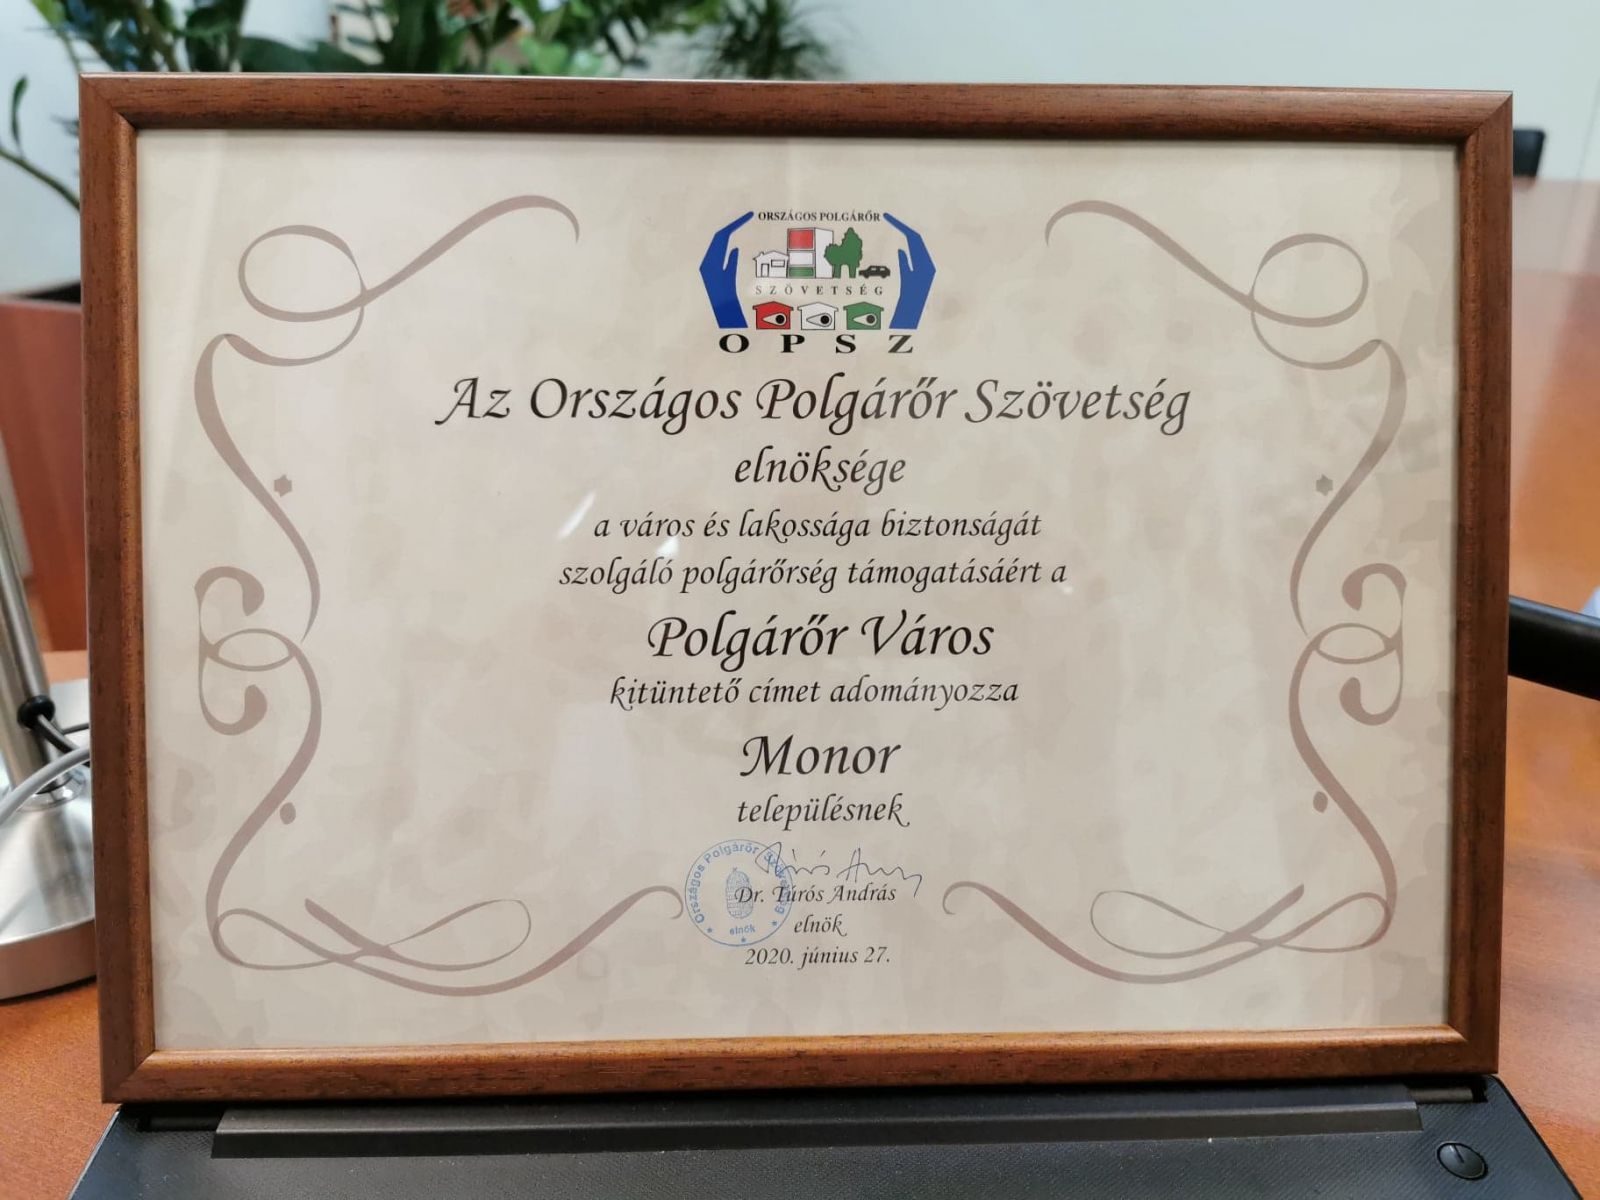 ORSZÁGOS POLGÁRŐR
SZÖVETSÉG
OPSZ
Az Országos Polgárőr Szövetség
elnöksége
a város és lakossága biztonságát
szolgáló polgárőrség támogatásáért a
Polgárőr Város
kitüntető címet adományozza
Monor
településnek
Országos Polgárőr Szövetség
elnök
Dr. Túrós András
elnök
2020. június 27.